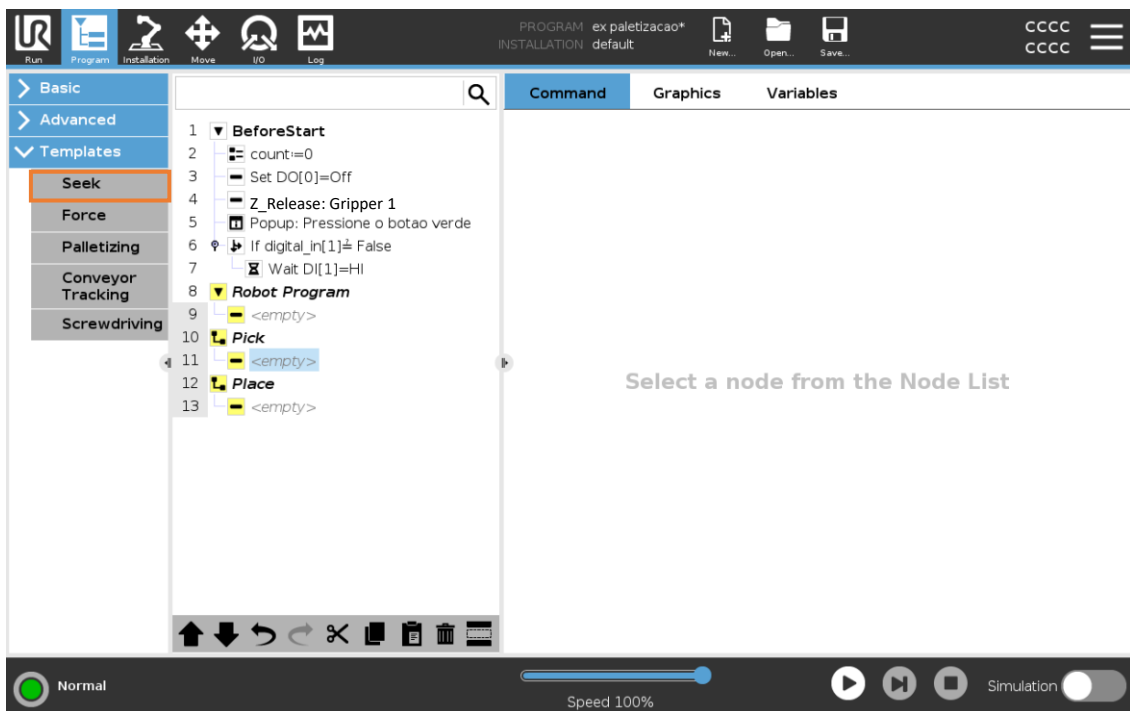 PROGRAM ex paletizacao*
INSTALLATION default
CCCC
CCCC
Run Program Installation Move I/O Log New... Open... Save...
Basic
Advanced
Templates
Seek
Force
Palletizing
Conveyor
Tracking
Screwdriving
1 BeforeStart
2 count:=0
3 Set DO[0]=Off
4 Z_Release: Gripper 1
5 Popup: Pressione o botao verde
6 If digital_in[1]≟ False
7 Wait DI[1]=HI
8 Robot Program
9 <empty>
10 Pick
11 <empty>
12 Place
13 <empty>
Command Graphics Variables
Select a node from the Node List
Normal
Speed 100%
Simulation